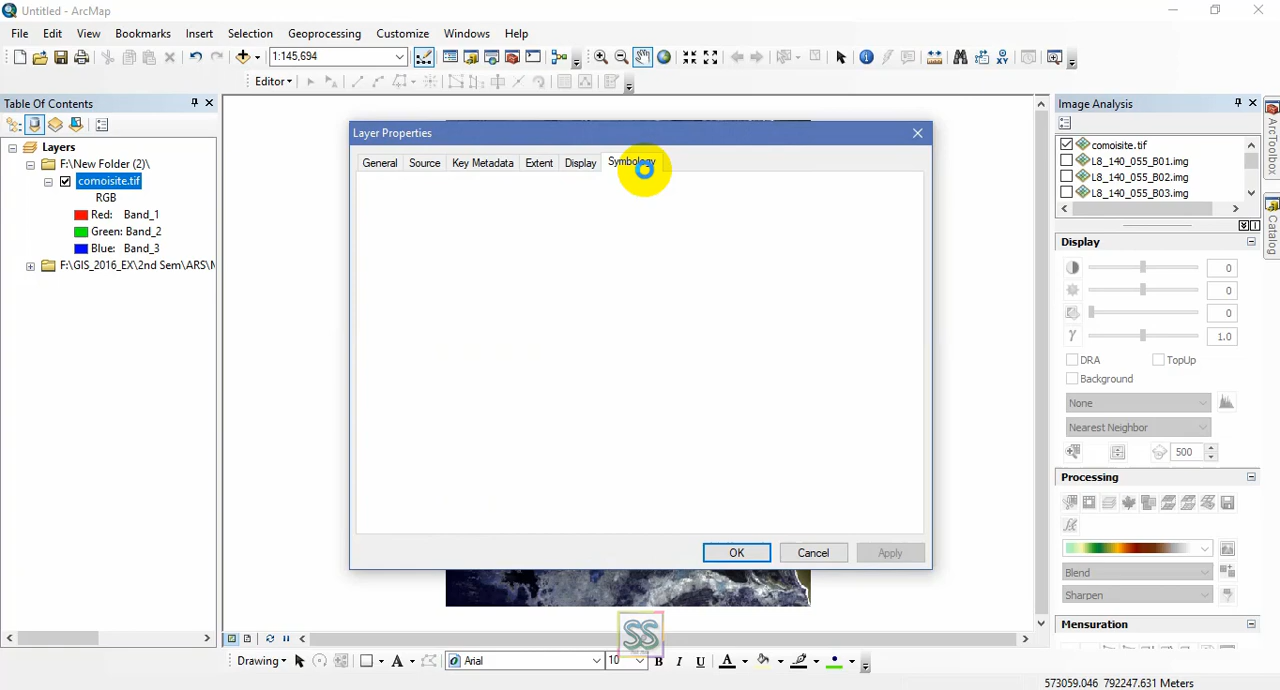 Untitled - ArcMap
File Edit View Bookmarks Insert Selection Geoprocessing Customize Windows Help
1:145,694
Editor
Table Of Contents
Layers
F:\New Folder (2)\
comoisite.tif
RGB
Red: Band_1
Green: Band_2
Blue: Band_3
F:\GIS_2016_EX\2nd Sem\ARS\M
Layer Properties
General Source Key Metadata Extent Display Symbology
OK Cancel Apply
Image Analysis
comoisite.tif
L8_140_055_B01.img
L8_140_055_B02.img
L8_140_055_B03.img
Display
0
0
0
1.0
DRA TopUp
Background
None
Nearest Neighbor
500
Processing
Blend
Sharpen
Mensuration
ArcToolbox
Catalog
SS
Drawing A Arial 10 B I U A
573059.046 792247.631 Meters